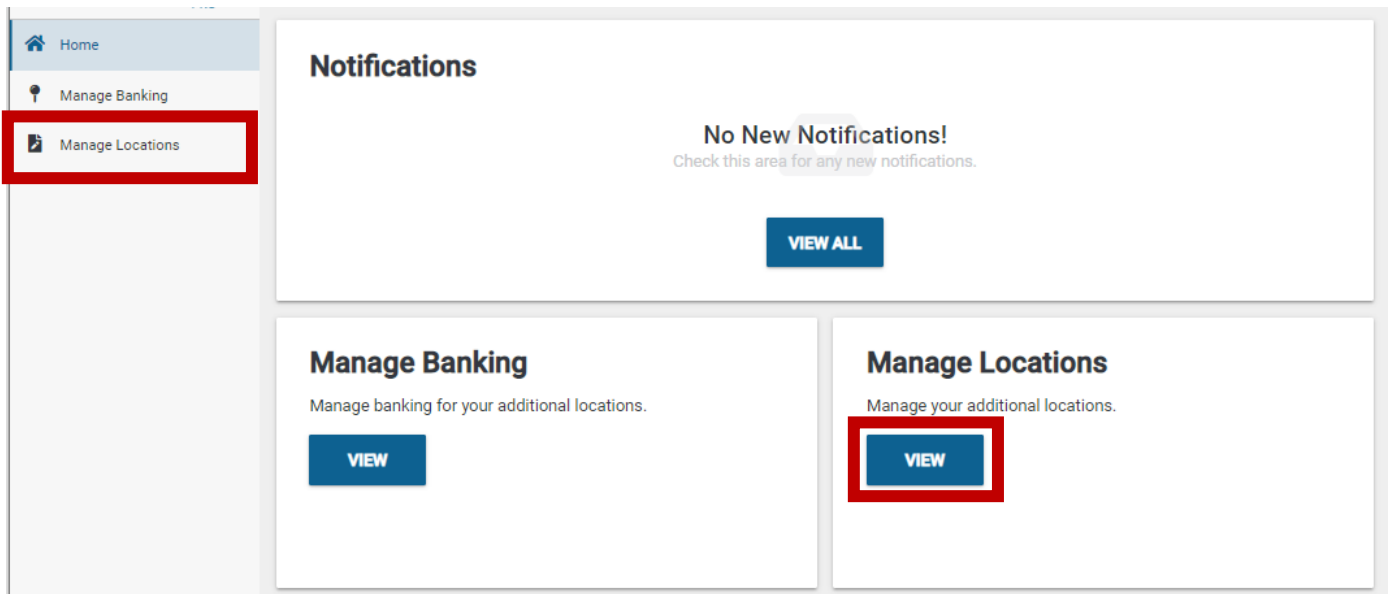 Home
Manage Banking
Manage Locations
Notifications
No New Notifications!
Check this area for any new notifications.
VIEW ALL
Manage Banking
Manage banking for your additional locations.
VIEW
Manage Locations
Manage your additional locations.
VIEW